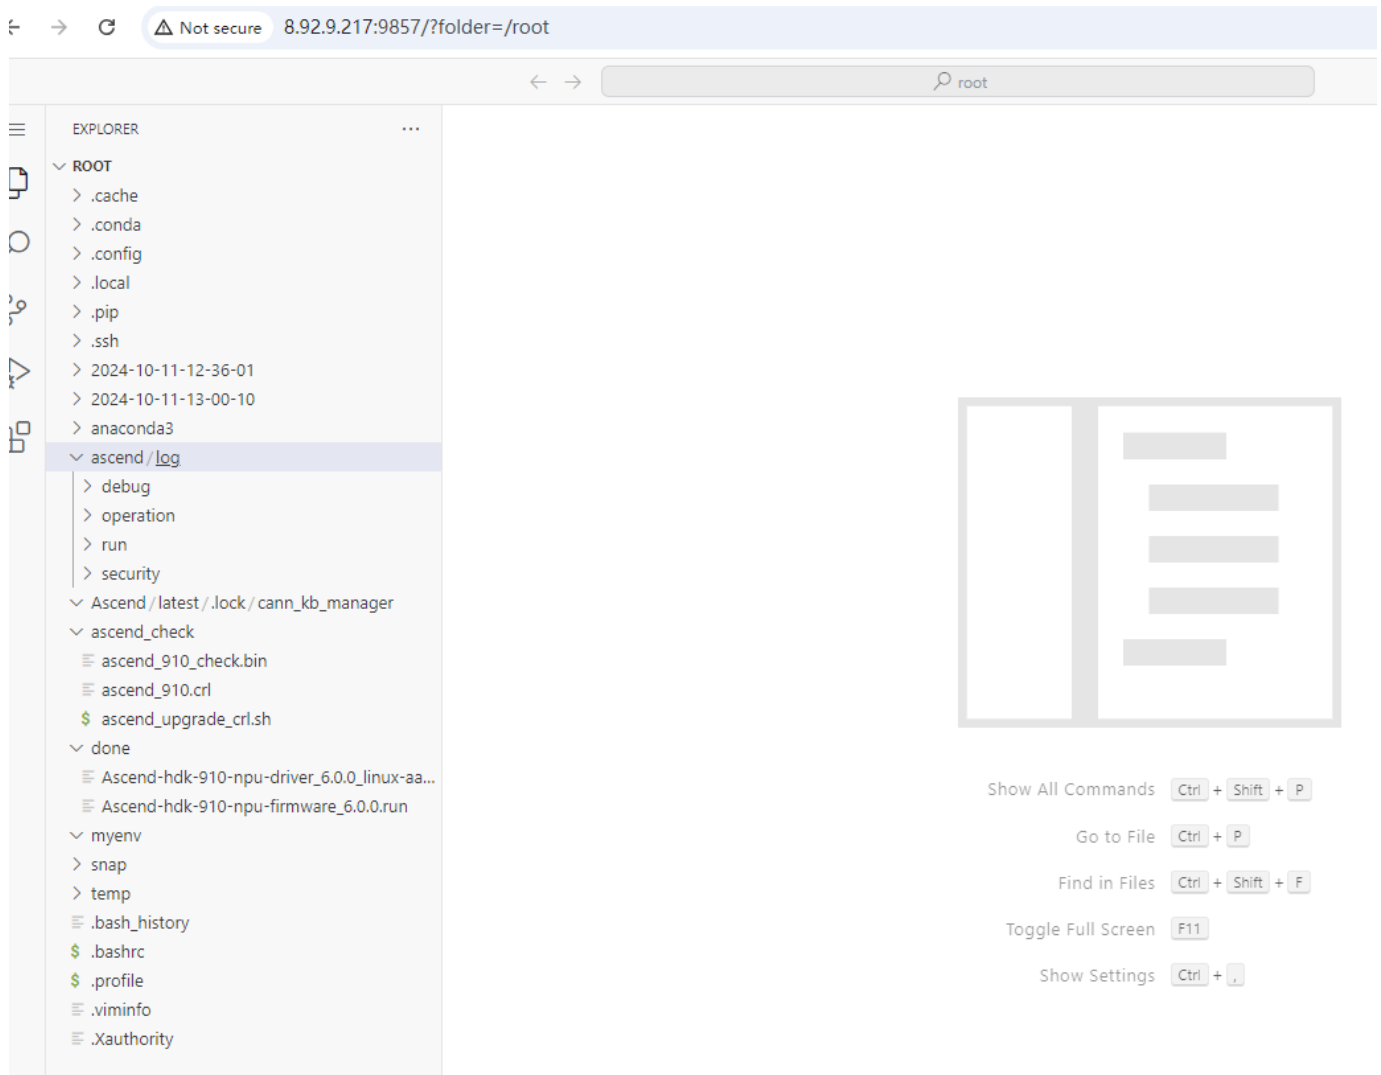 Not secure 8.92.9.217:9857/?folder=/root
root
EXPLORER
ROOT
.cache
.conda
.config
.local
.pip
.ssh
2024-10-11-12-36-01
2024-10-11-13-00-10
anaconda3
ascend/log
debug
operation
run
security
Ascend/latest/.lock/cann_kb_manager
ascend_check
ascend_910_check.bin
ascend_910.crl
$ ascend_upgrade_crl.sh
done
Ascend-hdk-910-npu-driver_6.0.0_linux-aa...
Ascend-hdk-910-npu-firmware_6.0.0.run
myenv
snap
temp
.bash_history
$ .bashrc
$ .profile
.viminfo
.Xauthority
Show All Commands Ctrl + Shift + P
Go to File Ctrl + P
Find in Files Ctrl + Shift + F
Toggle Full Screen F11
Show Settings Ctrl + ,